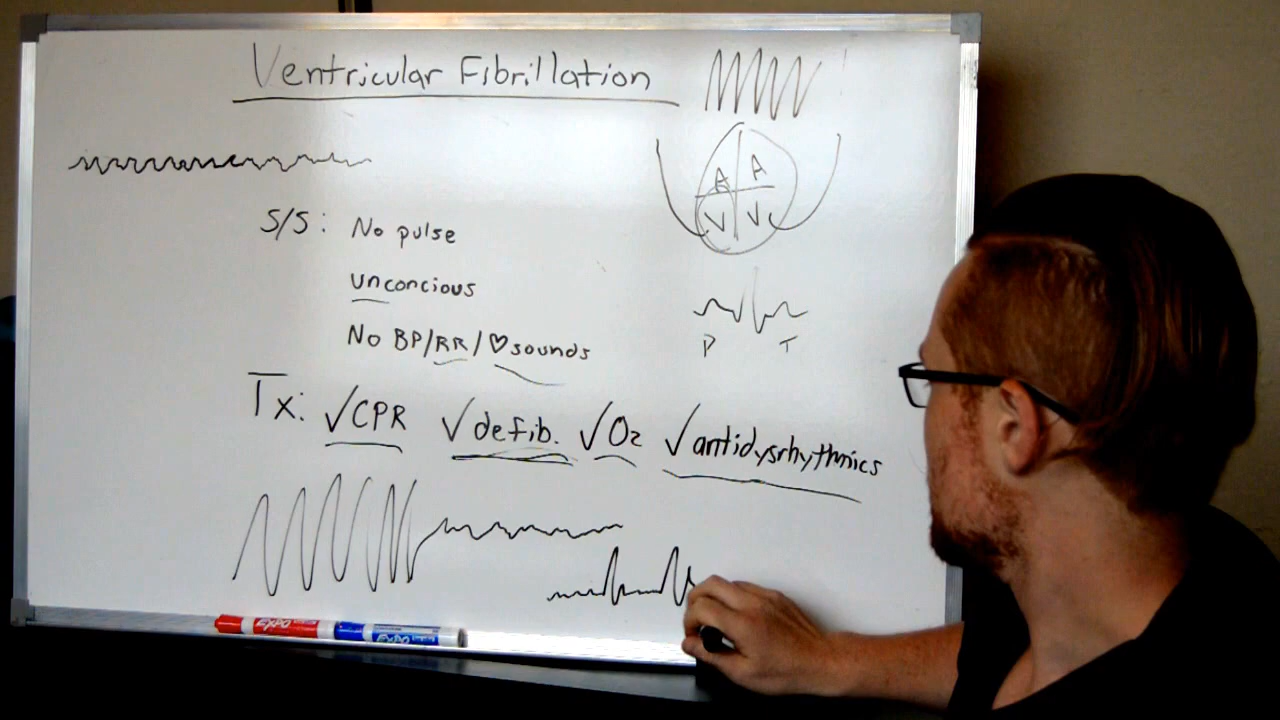 Ventricular Fibrillation
A A
V V
S/S: No pulse
unconcious
P T
No BP/RR/♡sounds
Tx: √CPR √defib. √O₂ √antidysrhythmics
EXPO EXPO